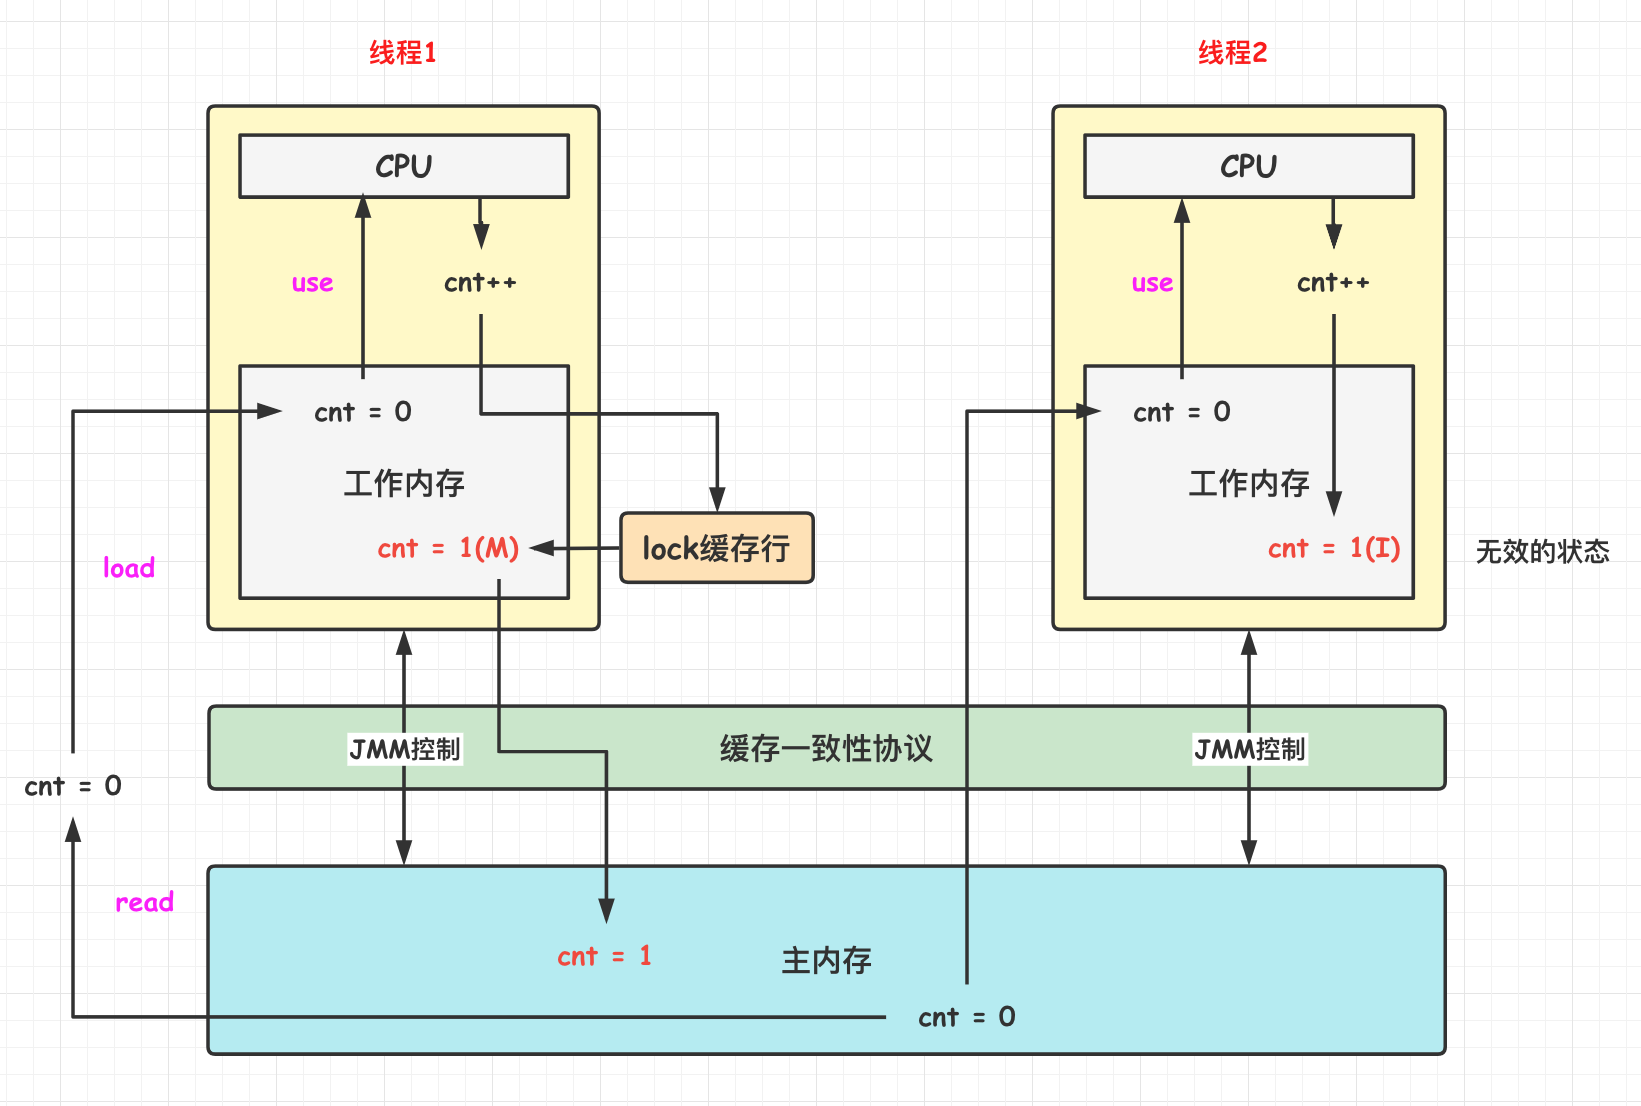 线程1
线程2
CPU
CPU
use
cnt++
use
cnt++
cnt = 0
cnt = 0
工作内存
工作内存
cnt = 1(M)
lock缓存行
cnt = 1(I)
无效的状态
load
JMM控制
缓存一致性协议
JMM控制
cnt = 0
read
cnt = 1
主内存
cnt = 0